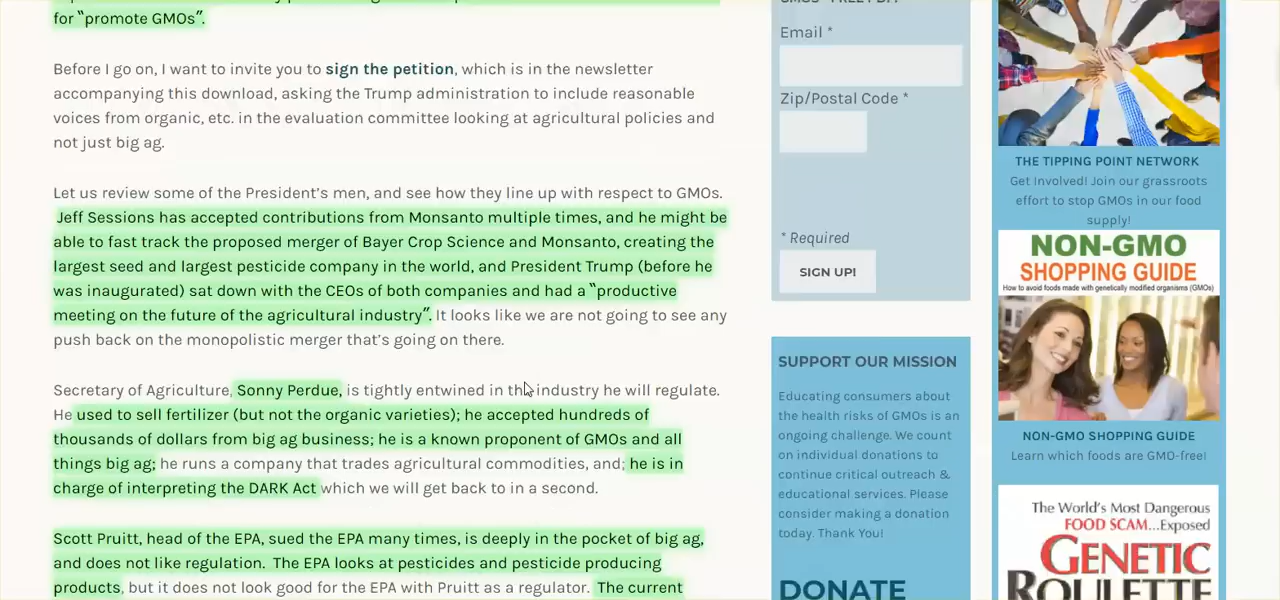 for “promote GMOs”.
Before I go on, I want to invite you to sign the petition, which is in the newsletter
accompanying this download, asking the Trump administration to include reasonable
voices from organic, etc. in the evaluation committee looking at agricultural policies and
not just big ag.
Let us review some of the President’s men, and see how they line up with respect to GMOs.
Jeff Sessions has accepted contributions from Monsanto multiple times, and he might be
able to fast track the proposed merger of Bayer Crop Science and Monsanto, creating the
largest seed and largest pesticide company in the world, and President Trump (before he
was inaugurated) sat down with the CEOs of both companies and had a “productive
meeting on the future of the agricultural industry”. It looks like we are not going to see any
push back on the monopolistic merger that’s going on there.
Secretary of Agriculture, Sonny Perdue, is tightly entwined in the industry he will regulate.
He used to sell fertilizer (but not the organic varieties); he accepted hundreds of
thousands of dollars from big ag business; he is a known proponent of GMOs and all
things big ag; he runs a company that trades agricultural commodities, and; he is in
charge of interpreting the DARK Act which we will get back to in a second.
Scott Pruitt, head of the EPA, sued the EPA many times, is deeply in the pocket of big ag,
and does not like regulation. The EPA looks at pesticides and pesticide producing
products, but it does not look good for the EPA with Pruitt as a regulator. The current
Email *
Zip/Postal Code *
* Required
SIGN UP!
SUPPORT OUR MISSION
Educating consumers about
the health risks of GMOs is an
ongoing challenge. We count
on individual donations to
continue critical outreach &
educational services. Please
consider making a donation
today. Thank You!
DONATE
THE TIPPING POINT NETWORK
Get Involved! Join our grassroots
effort to stop GMOs in our food
supply!
NON-GMO
SHOPPING GUIDE
How to avoid foods made with genetically modified organisms (GMOs)
NON-GMO SHOPPING GUIDE
Learn which foods are GMO-free!
The World's Most Dangerous
FOOD SCAM...Exposed
GENETIC
ROULETTE